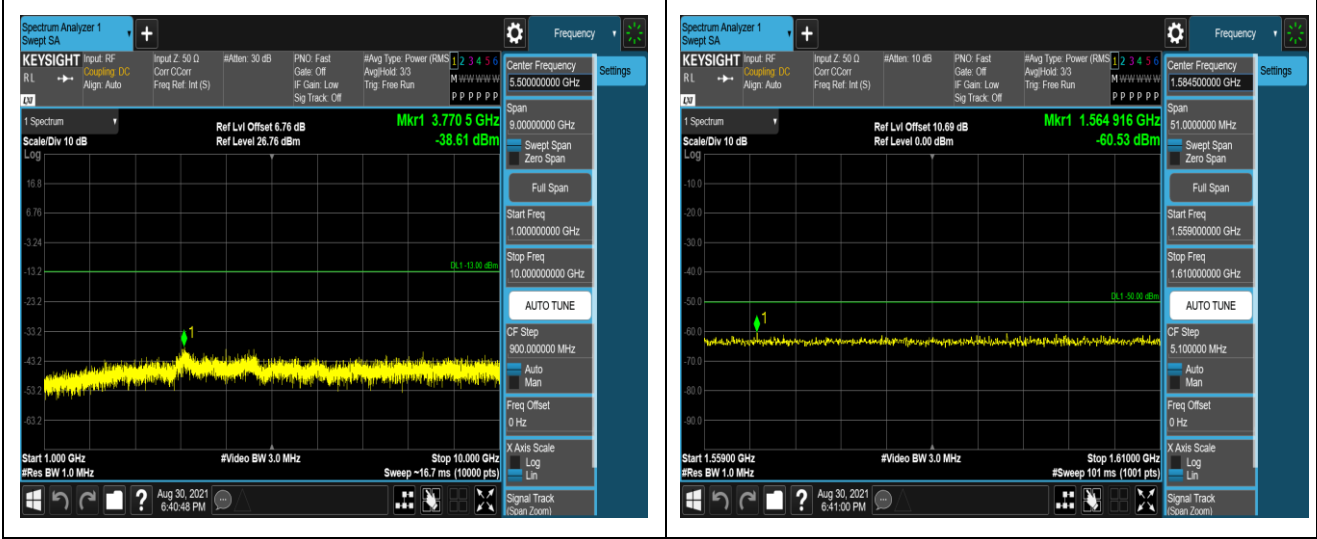 Spectrum Analyzer 1
Swept SA
+
Frequency
KEYSIGHT
Input: RF
Input Z: 50 Ω
#Atten: 30 dB
PNO: Fast
#Avg Type: Power (RMS
1 2 3 4 5 6
R L
Coupling: DC
Corr CCorr
Gate: Off
Avg|Hold: 3/3
M W W W W W
Align: Auto
Freq Ref: Int (S)
IF Gain: Low
Trig: Free Run
Sig Track: Off
P P P P P P
LXI
1 Spectrum
Ref Lvl Offset 6.76 dB
Mkr1 3.770 5 GHz
Scale/Div 10 dB
Ref Level 26.76 dBm
-38.61 dBm
Log
16.8
6.76
-3.24
DL1 -13.00 dBm
-13.2
-23.2
-33.2
1
-43.2
-53.2
-63.2
Start 1.000 GHz
#Video BW 3.0 MHz
Stop 10.000 GHz
#Res BW 1.0 MHz
Sweep ~16.7 ms (10000 pts)
Aug 30, 2021
6:40:48 PM
Center Frequency
5.500000000 GHz
Settings
Span
9.00000000 GHz
Swept Span
Zero Span
Full Span
Start Freq
1.000000000 GHz
Stop Freq
10.000000000 GHz
AUTO TUNE
CF Step
900.000000 MHz
Auto
Man
Freq Offset
0 Hz
X Axis Scale
Log
Lin
Signal Track
(Span Zoom)
Spectrum Analyzer 1
Swept SA
+
Frequency
KEYSIGHT
Input: RF
Input Z: 50 Ω
#Atten: 10 dB
PNO: Fast
#Avg Type: Power (RMS
1 2 3 4 5 6
R L
Coupling: DC
Corr CCorr
Gate: Off
Avg|Hold: 3/3
M W W W W W
Align: Auto
Freq Ref: Int (S)
IF Gain: Low
Trig: Free Run
Sig Track: Off
P P P P P P
LXI
1 Spectrum
Ref Lvl Offset 10.69 dB
Mkr1 1.564 916 GHz
Scale/Div 10 dB
Ref Level 0.00 dBm
-60.53 dBm
Log
-10.0
-20.0
-30.0
-40.0
DL1 -50.00 dBm
-50.0
1
-60.0
-70.0
-80.0
-90.0
Start 1.55900 GHz
#Video BW 3.0 MHz
Stop 1.61000 GHz
#Res BW 1.0 MHz
#Sweep 101 ms (1001 pts)
Aug 30, 2021
6:41:00 PM
Center Frequency
1.584500000 GHz
Settings
Span
51.0000000 MHz
Swept Span
Zero Span
Full Span
Start Freq
1.559000000 GHz
Stop Freq
1.610000000 GHz
AUTO TUNE
CF Step
5.100000 MHz
Auto
Man
Freq Offset
0 Hz
X Axis Scale
Log
Lin
Signal Track
(Span Zoom)